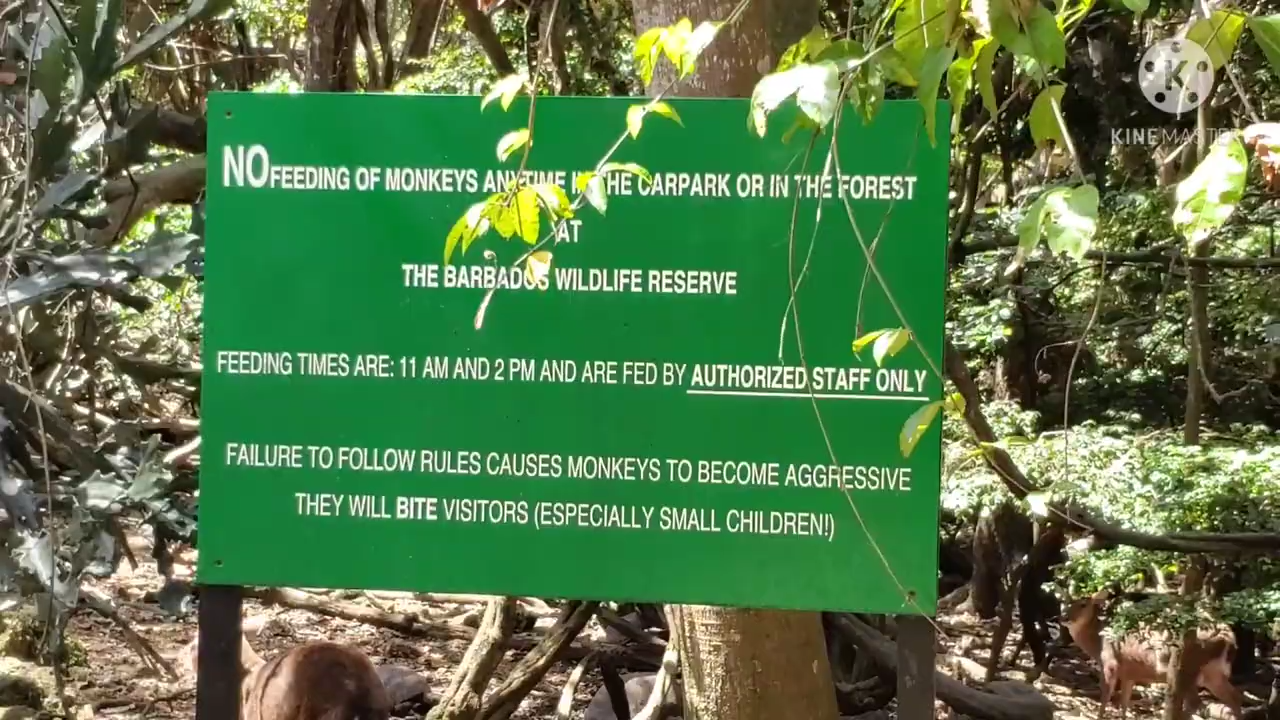 NO FEEDING OF MONKEYS ANYTIME IN THE CARPARK OR IN THE FOREST
AT
THE BARBADOS WILDLIFE RESERVE
FEEDING TIMES ARE: 11 AM AND 2 PM AND ARE FED BY AUTHORIZED STAFF ONLY
FAILURE TO FOLLOW RULES CAUSES MONKEYS TO BECOME AGGRESSIVE
THEY WILL BITE VISITORS (ESPECIALLY SMALL CHILDREN!)
K
KINEMASTER